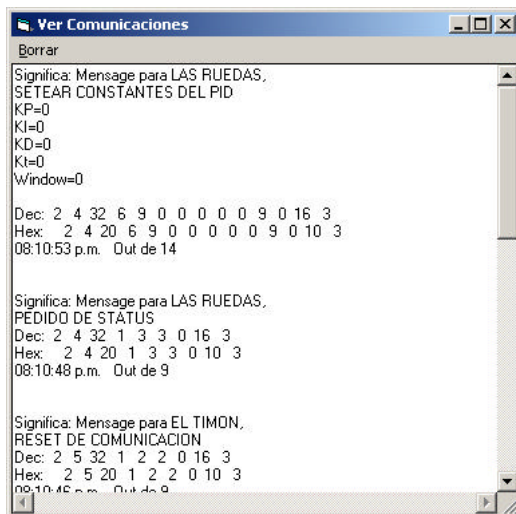 Ver Comunicaciones
Borrar
Significa: Mensage para LAS RUEDAS,
SETEAR CONSTANTES DEL PID
KP=0
KI=0
KD=0
Kt=0
Window=0
Dec: 2 4 32 6 9 0 0 0 0 0 9 0 16 3
Hex: 2 4 20 6 9 0 0 0 0 0 9 0 10 3
08:10:53 p.m. Out de 14
Significa: Mensage para LAS RUEDAS,
PEDIDO DE STATUS
Dec: 2 4 32 1 3 3 0 16 3
Hex: 2 4 20 1 3 3 0 10 3
08:10:48 p.m. Out de 9
Significa: Mensage para EL TIMON,
RESET DE COMUNICACION
Dec: 2 5 32 1 2 2 0 16 3
Hex: 2 5 20 1 2 2 0 10 3
08:10:46 p.m. Out de 9